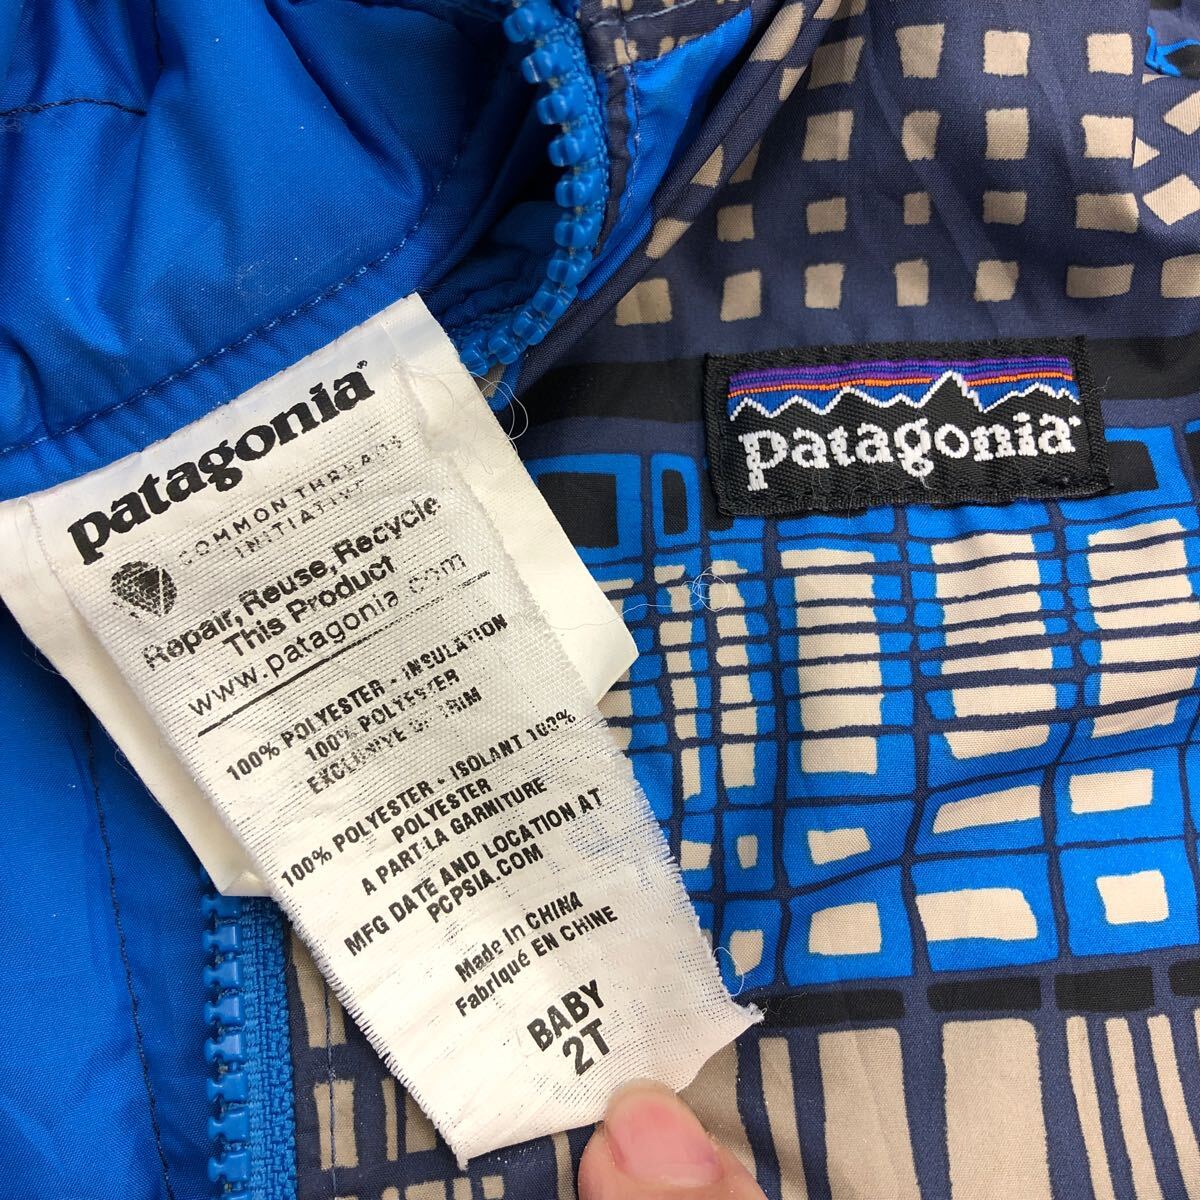 patagonia®
COMMON THREADS
INITIATIVE
Repair, Reuse, Recycle
This Product
www.patagonia.com
100% POLYESTER - INSULATION
100% POLYESTER
EXCLUSIVE OF TRIM
100% POLYESTER - ISOLANT 100%
POLYESTER
A PART LA GARNITURE
MFG DATE AND LOCATION AT
PCPSIA.COM
Made In CHINA
Fabriqué EN CHINE
BABY
2T
patagonia